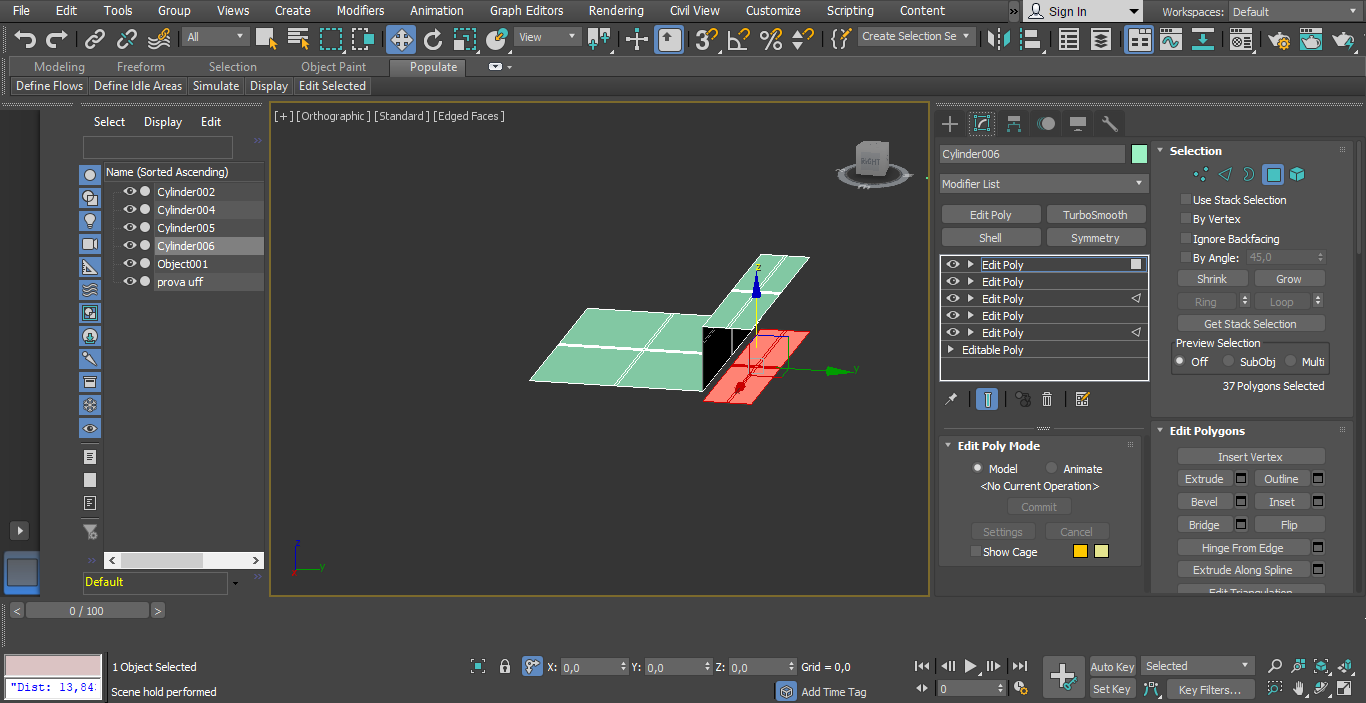 File Edit Tools Group Views Create Modifiers Animation Graph Editors Rendering Civil View Customize Scripting Content » Sign In Workspaces: Default
All View 3 Create Selection Se
Modeling Freeform Selection Object Paint Populate
Define Flows Define Idle Areas Simulate Display Edit Selected
Select Display Edit
[+] [Orthographic] [Standard] [Edged Faces]
Name (Sorted Ascending)
Cylinder002
Cylinder004
Cylinder005
Cylinder006
Object001
prova uff
Default
RIGHT
z
y
z
y
x
Cylinder006
Modifier List
Edit Poly TurboSmooth
Shell Symmetry
Edit Poly
Edit Poly
Edit Poly
Edit Poly
Edit Poly
Editable Poly
Edit Poly Mode
Model Animate
<No Current Operation>
Commit
Settings Cancel
Show Cage
Selection
Use Stack Selection
By Vertex
Ignore Backfacing
By Angle: 45,0
Shrink Grow
Ring Loop
Get Stack Selection
Preview Selection
Off SubObj Multi
37 Polygons Selected
Edit Polygons
Insert Vertex
Extrude Outline
Bevel Inset
Bridge Flip
Hinge From Edge
Extrude Along Spline
Edit Triangulation
< 0 / 100 >
1 Object Selected X: 0,0 Y: 0,0 Z: 0,0 Grid = 0,0 Auto Key Selected
"Dist: 13,84 Scene hold performed Add Time Tag 0 Set Key Key Filters...